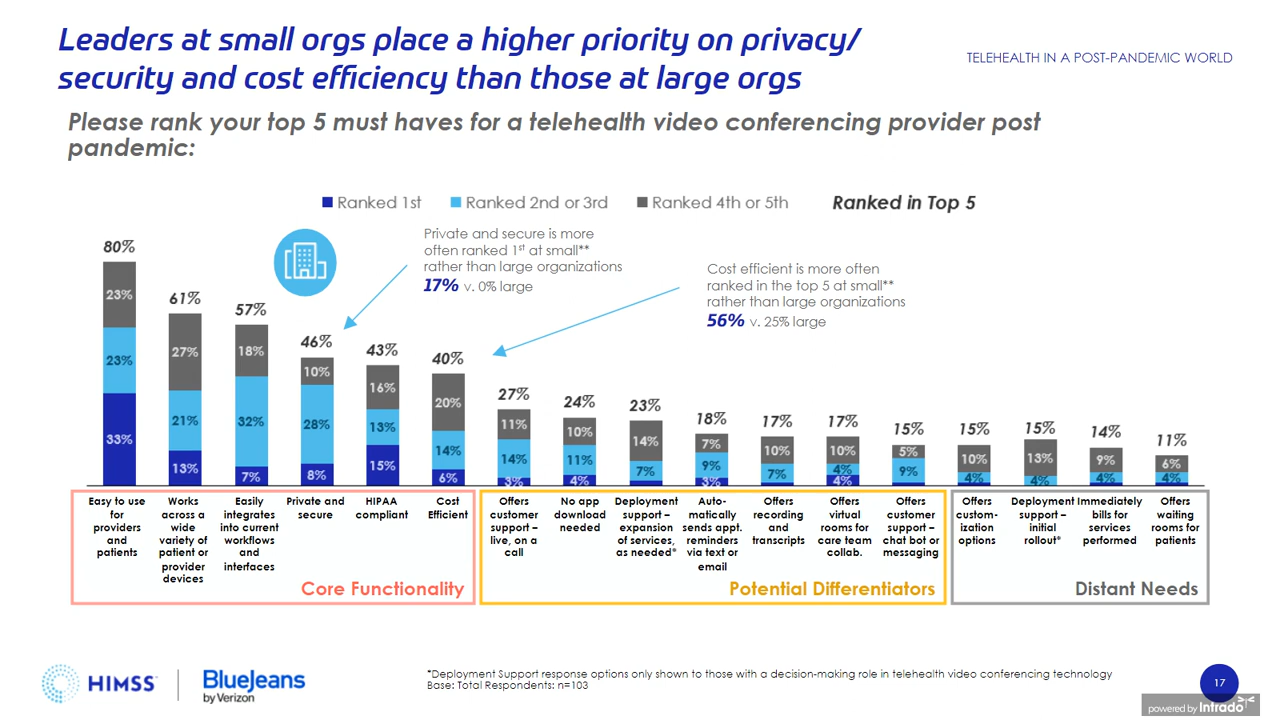 Leaders at small orgs place a higher priority on privacy/
security and cost efficiency than those at large orgs
TELEHEALTH IN A POST-PANDEMIC WORLD
Please rank your top 5 must haves for a telehealth video conferencing provider post
pandemic:
Ranked 1st
Ranked 2nd or 3rd
Ranked 4th or 5th
Ranked in Top 5
Private and secure is more
often ranked 1st at small**
rather than large organizations
17% v. 0% large
Cost efficient is more often
ranked in the top 5 at small**
rather than large organizations
56% v. 25% large
80%
23%
23%
33%
61%
27%
21%
13%
57%
18%
32%
7%
46%
10%
28%
8%
43%
16%
13%
15%
40%
20%
14%
6%
27%
11%
14%
3%
24%
10%
11%
4%
23%
14%
7%
18%
7%
9%
3%
17%
10%
7%
17%
10%
4%
4%
15%
5%
9%
15%
10%
4%
15%
13%
4%
14%
9%
4%
11%
6%
4%
Easy to use
for
providers
and
patients
Works
across a
wide
variety of
patient or
provider
devices
Easily
integrates
into current
workflows
and
interfaces
Private and
secure
HIPAA
compliant
Cost
Efficient
Core Functionality
Offers
customer
support –
live, on a
call
No app
download
needed
Deployment
support –
expansion
of services,
as needed*
Auto-
matically
sends appt.
reminders
via text or
email
Offers
recording
and
transcripts
Offers
virtual
rooms for
care team
collab.
Offers
customer
support –
chat bot or
messaging
Potential Differentiators
Offers
custom-
ization
options
Deployment
support –
initial
rollout*
Immediately
bills for
services
performed
Offers
waiting
rooms for
patients
Distant Needs
HIMSS
BlueJeans
by Verizon
*Deployment Support response options only shown to those with a decision-making role in telehealth video conferencing technology
Base: Total Respondents: n=103
17
powered by intrado